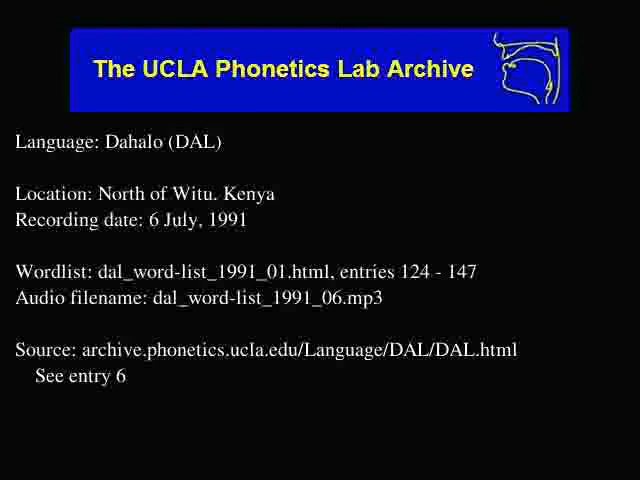 The UCLA Phonetics Lab Archive
Language: Dahalo (DAL)
Location: North of Witu. Kenya
Recording date: 6 July, 1991
Wordlist: dal_word-list_1991_01.html, entries 124 - 147
Audio filename: dal_word-list_1991_06.mp3
Source: archive.phonetics.ucla.edu/Language/DAL/DAL.html
See entry 6